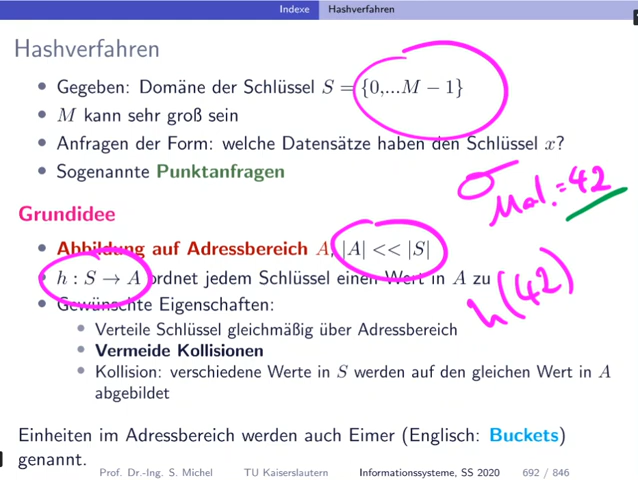 Indexe Hashverfahren
Hashverfahren
Gegeben: Domäne der Schlüssel S = {0,...M − 1}
M kann sehr groß sein
Anfragen der Form: welche Datensätze haben den Schlüssel x?
Sogenannte Punktanfragen
σ Mat.=42
Grundidee
Abbildung auf Adressbereich A, |A| << |S|
h : S → A ordnet jedem Schlüssel einen Wert in A zu
h(42)
Gewünschte Eigenschaften:
Verteile Schlüssel gleichmäßig über Adressbereich
Vermeide Kollisionen
Kollision: verschiedene Werte in S werden auf den gleichen Wert in A
abgebildet
Einheiten im Adressbereich werden auch Eimer (Englisch: Buckets)
genannt.
Prof. Dr.-Ing. S. Michel TU Kaiserslautern Informationssysteme, SS 2020 692 / 846